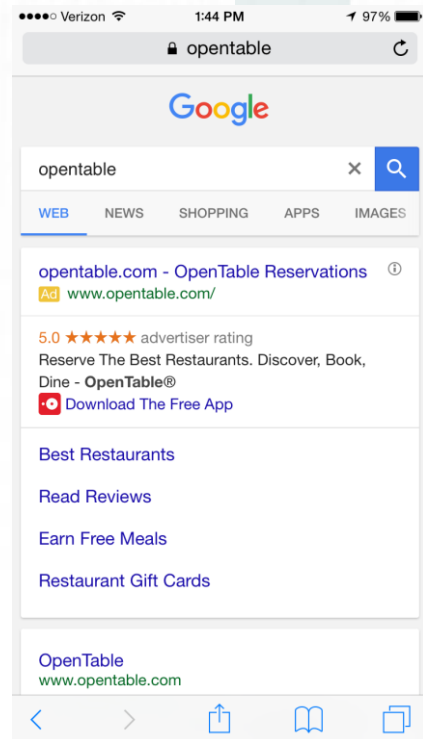 Verizon 1:44 PM 97%
opentable
Google
opentable
WEB NEWS SHOPPING APPS IMAGES
opentable.com - OpenTable Reservations
Ad www.opentable.com/
5.0 ★★★★★ advertiser rating
Reserve The Best Restaurants. Discover, Book,
Dine - OpenTable®
Download The Free App
Best Restaurants
Read Reviews
Earn Free Meals
Restaurant Gift Cards
OpenTable
www.opentable.com